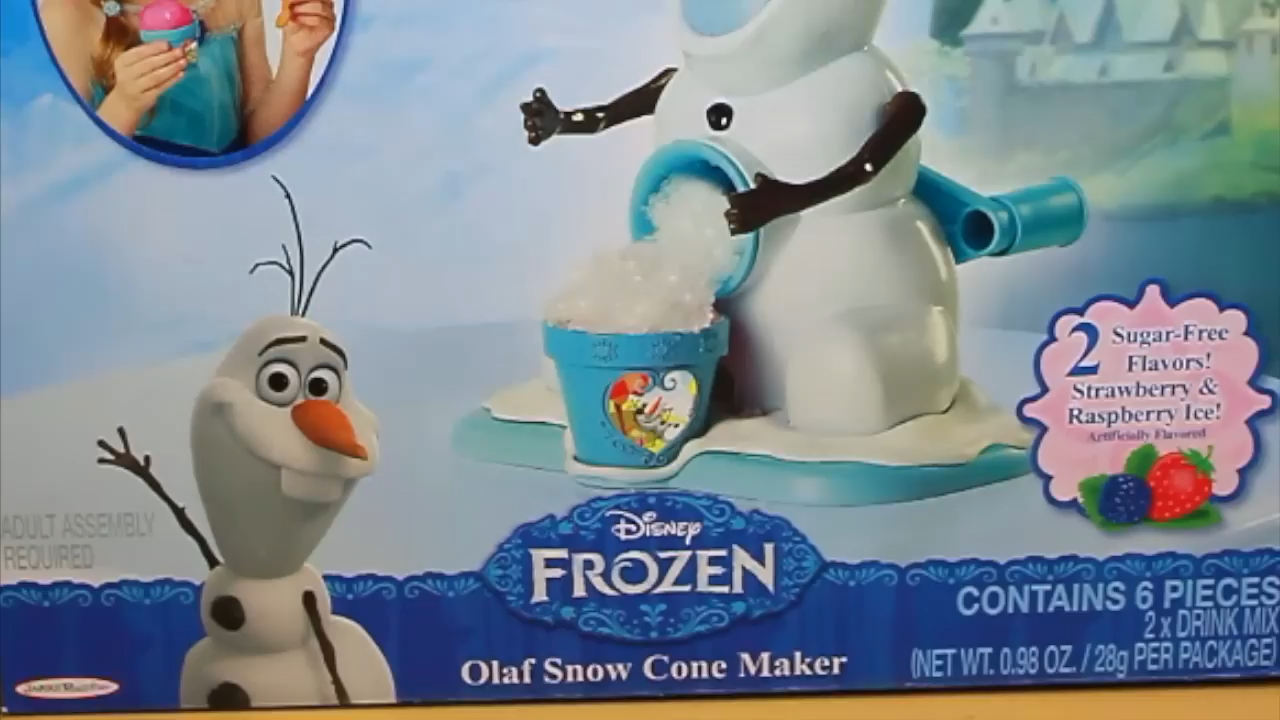 2 Sugar-Free
Flavors!
Strawberry &
Raspberry Ice!
Artificially Flavored
ADULT ASSEMBLY
REQUIRED
Disney
FROZEN
Olaf Snow Cone Maker
CONTAINS 6 PIECES
2 x DRINK MIX
(NET WT. 0.98 OZ. / 28g PER PACKAGE)